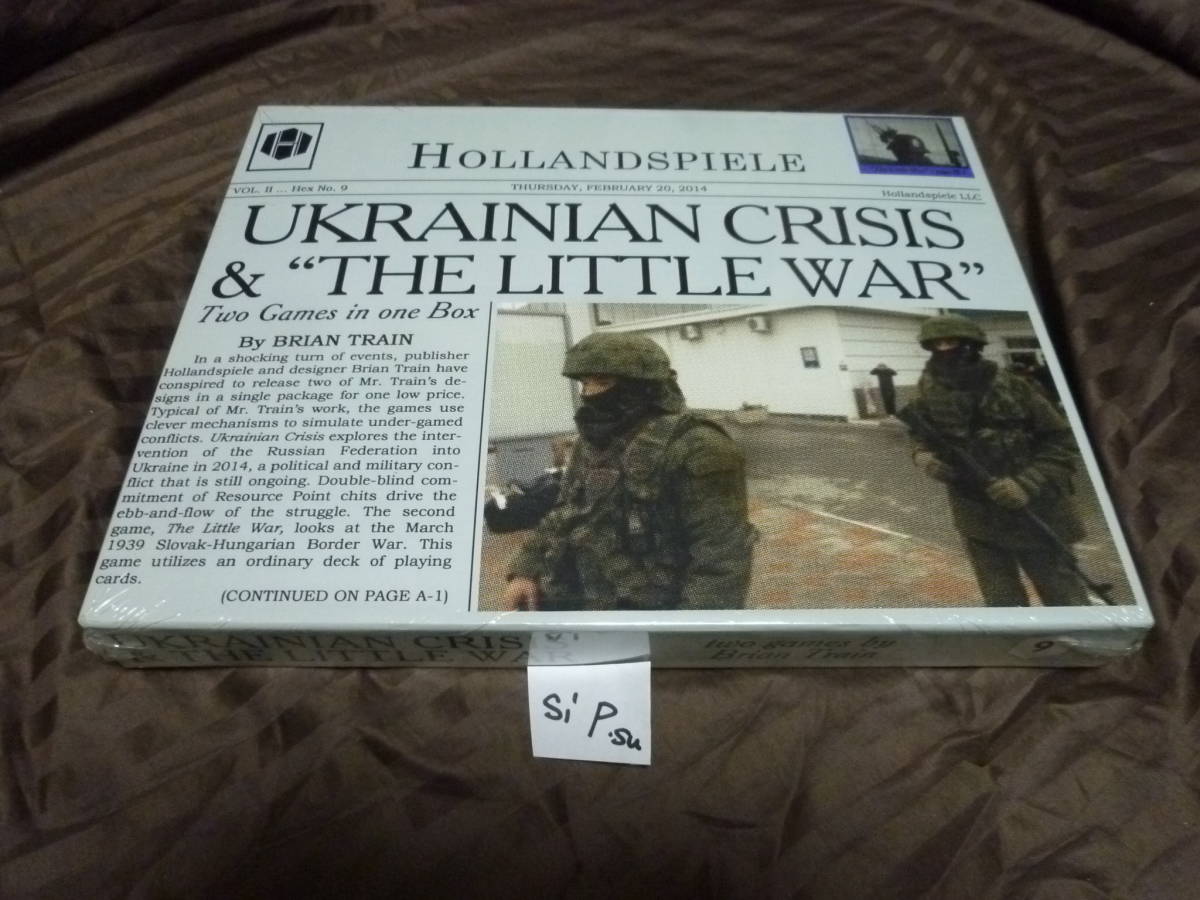 HOLLANDSPIELE
VOL. II ... Hex No. 9
THURSDAY, FEBRUARY 20, 2014
Hollandspiele LLC
UKRAINIAN CRISIS
& “THE LITTLE WAR”
Two Games in one Box
By BRIAN TRAIN
In a shocking turn of events, publisher
Hollandspiele and designer Brian Train have
conspired to release two of Mr. Train's de-
signs in a single package for one low price.
Typical of Mr. Train's work, the games use
clever mechanisms to simulate under-gamed
conflicts. Ukrainian Crisis explores the inter-
vention of the Russian Federation into
Ukraine in 2014, a political and military con-
flict that is still ongoing. Double-blind com-
mitment of Resource Point chits drive the
ebb-and-flow of the struggle. The second
game, The Little War, looks at the March
1939 Slovak-Hungarian Border War. This
game utilizes an ordinary deck of playing
cards.
(CONTINUED ON PAGE A-1)
UKRAINIAN CRIS
& THE LITTLE WAR
two games by
Brian Train
9
Si P.su